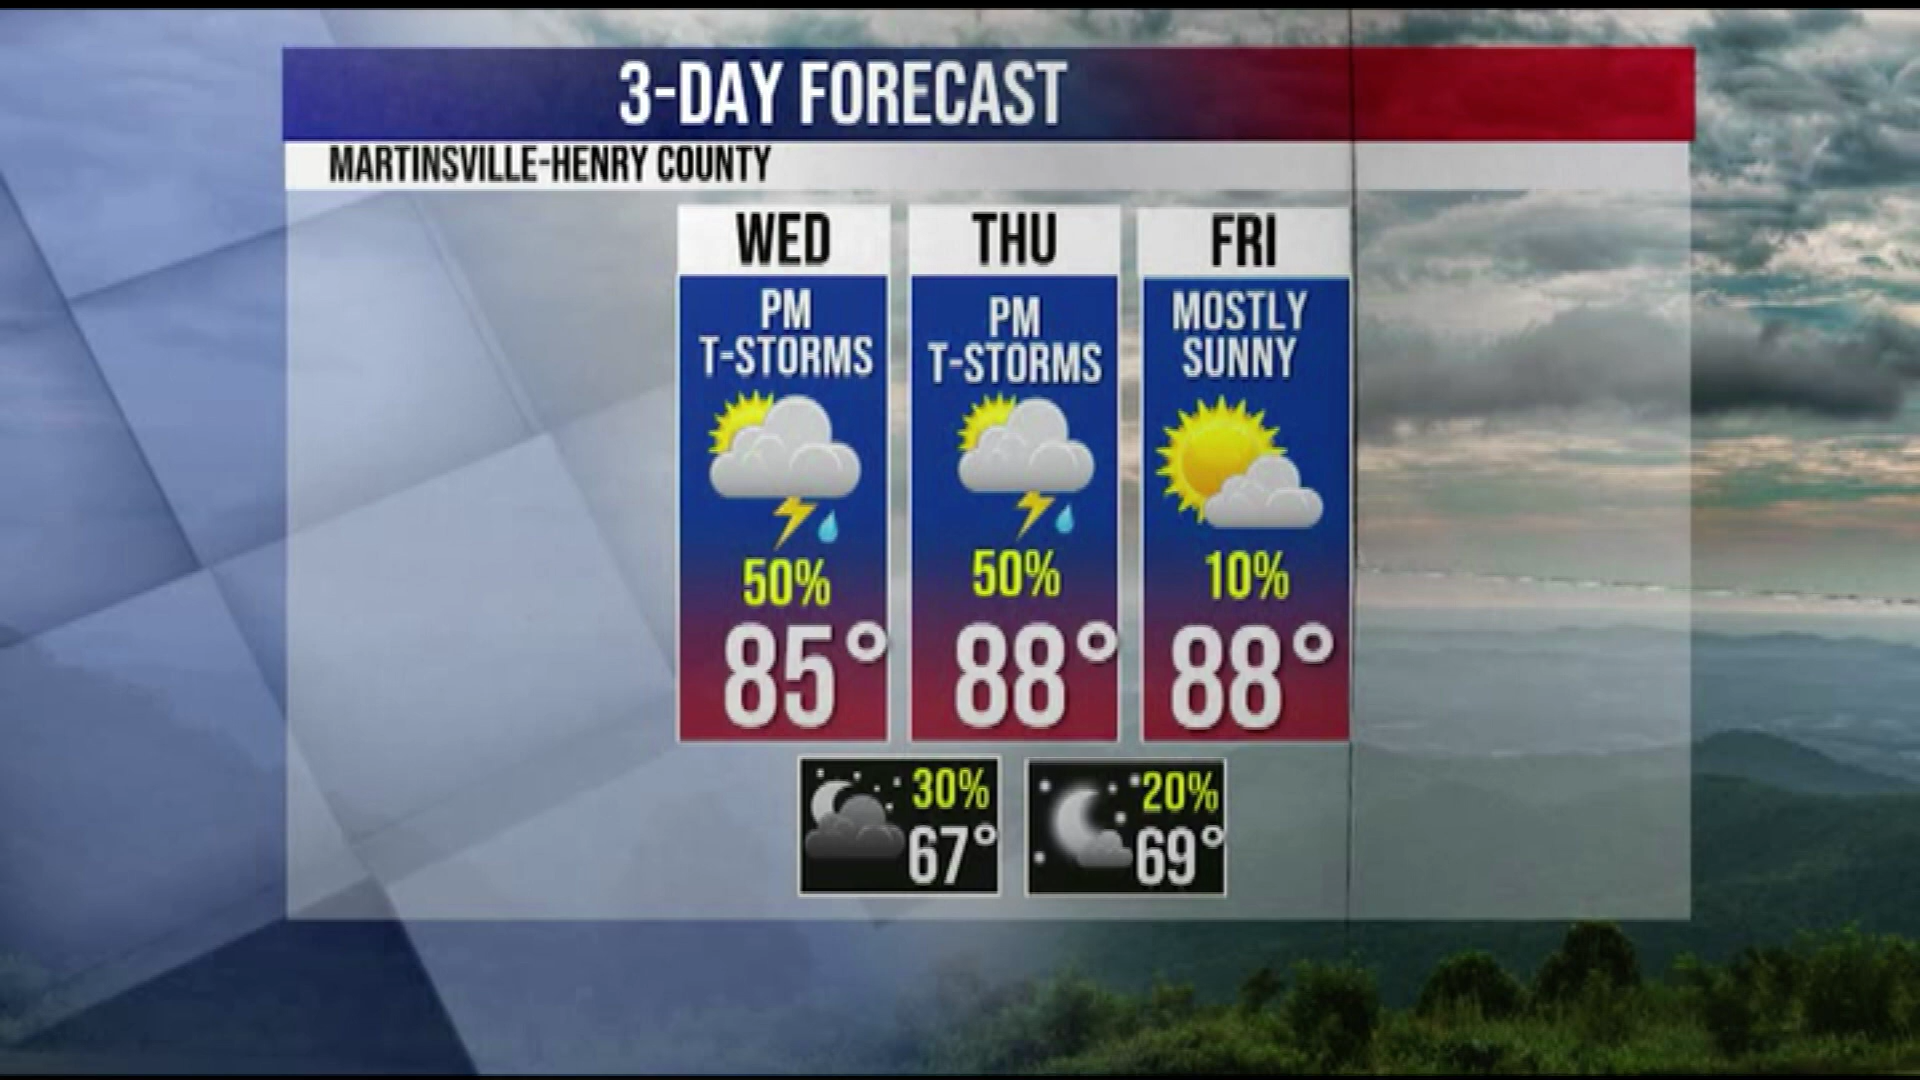 3-DAY FORECAST
MARTINSVILLE-HENRY COUNTY
WED
PM
T-STORMS
50%
85°
THU
PM
T-STORMS
50%
88°
FRI
MOSTLY
SUNNY
10%
88°
30%
67°
20%
69°